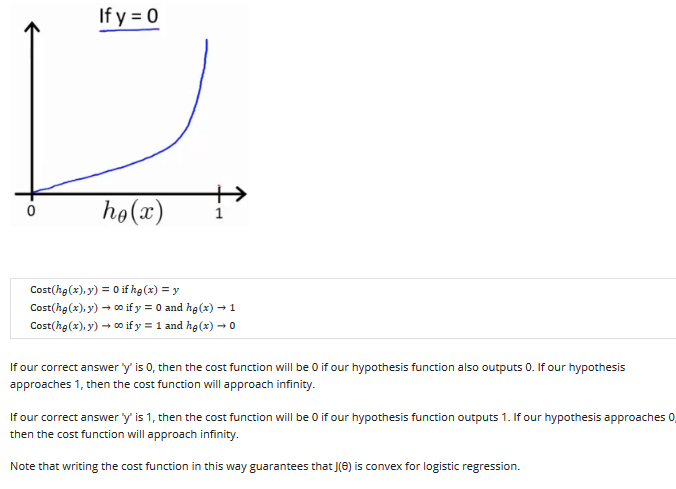 If y = 0
0 hθ(x) 1
Cost(hθ(x), y) = 0 if hθ(x) = y
Cost(hθ(x), y) → ∞ if y = 0 and hθ(x) → 1
Cost(hθ(x), y) → ∞ if y = 1 and hθ(x) → 0
If our correct answer 'y' is 0, then the cost function will be 0 if our hypothesis function also outputs 0. If our hypothesis
approaches 1, then the cost function will approach infinity.
If our correct answer 'y' is 1, then the cost function will be 0 if our hypothesis function outputs 1. If our hypothesis approaches 0,
then the cost function will approach infinity.
Note that writing the cost function in this way guarantees that J(θ) is convex for logistic regression.